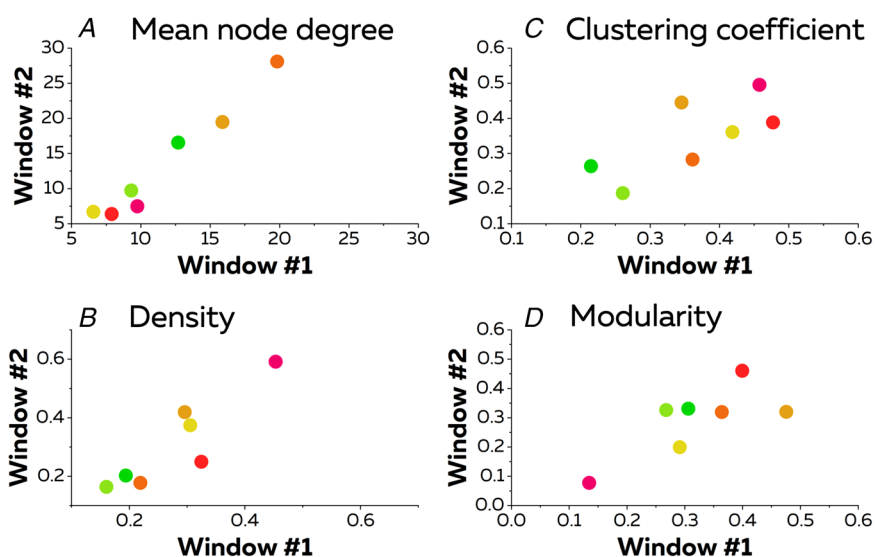 A Mean node degree
30
25
20
15
10
5
5 10 15 20 25 30
Window #2
Window #1
C Clustering coefficient
0.6
0.5
0.4
0.3
0.2
0.1
0.1 0.2 0.3 0.4 0.5 0.6
Window #2
Window #1
B Density
0.6
0.4
0.2
0.2 0.4 0.6
Window #2
Window #1
D Modularity
0.6
0.5
0.4
0.3
0.2
0.1
0.0
0.0 0.1 0.2 0.3 0.4 0.5 0.6
Window #2
Window #1